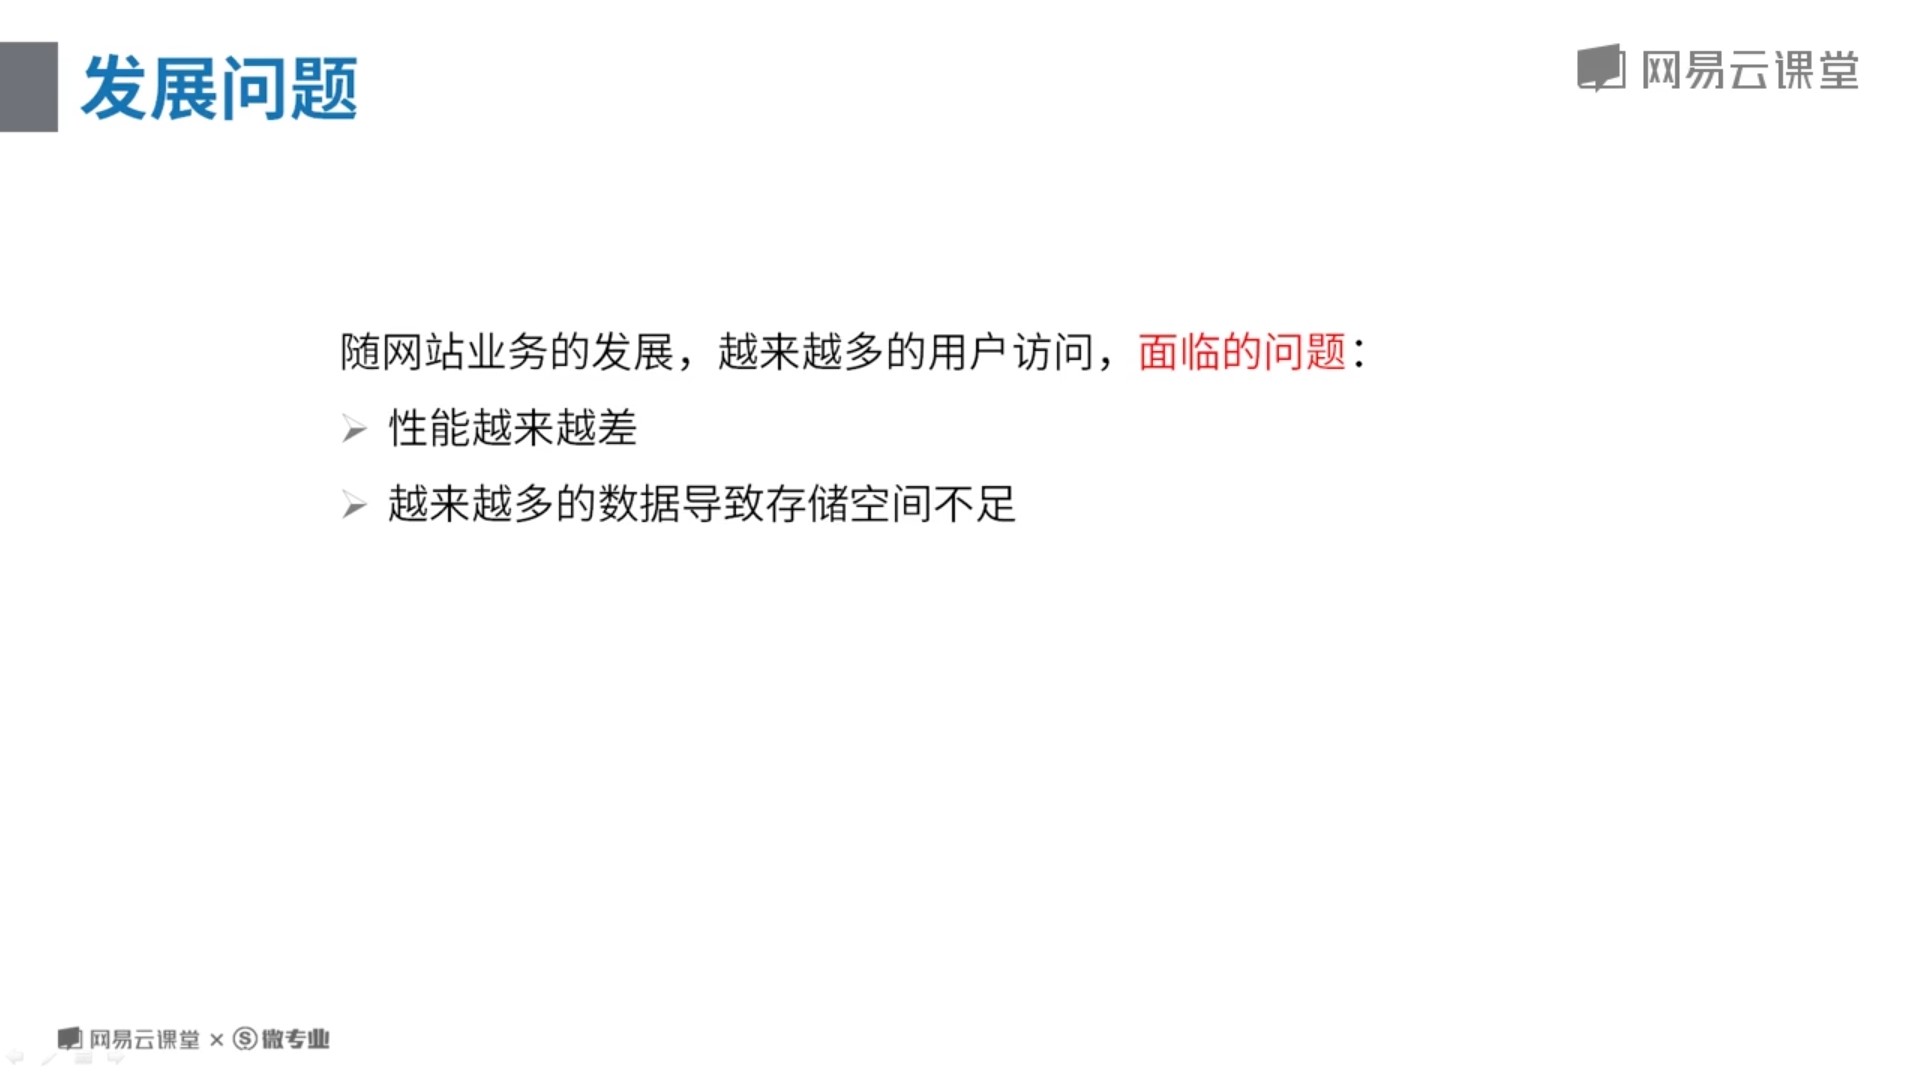 发展问题
网易云课堂
随网站业务的发展，越来越多的用户访问，面临的问题：
性能越来越差
越来越多的数据导致存储空间不足
网易云课堂 × Ⓢ 微专业